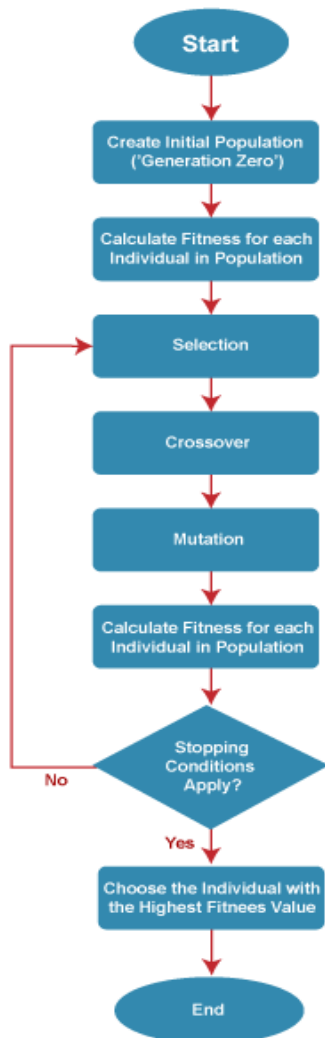 Start
Create Initial Population
('Generation Zero')
Calculate Fitness for each
Individual in Population
Selection
Crossover
Mutation
Calculate Fitness for each
Individual in Population
Stopping
Conditions
Apply?
No
Yes
Choose the Individual with
the Highest Fitnees Value
End